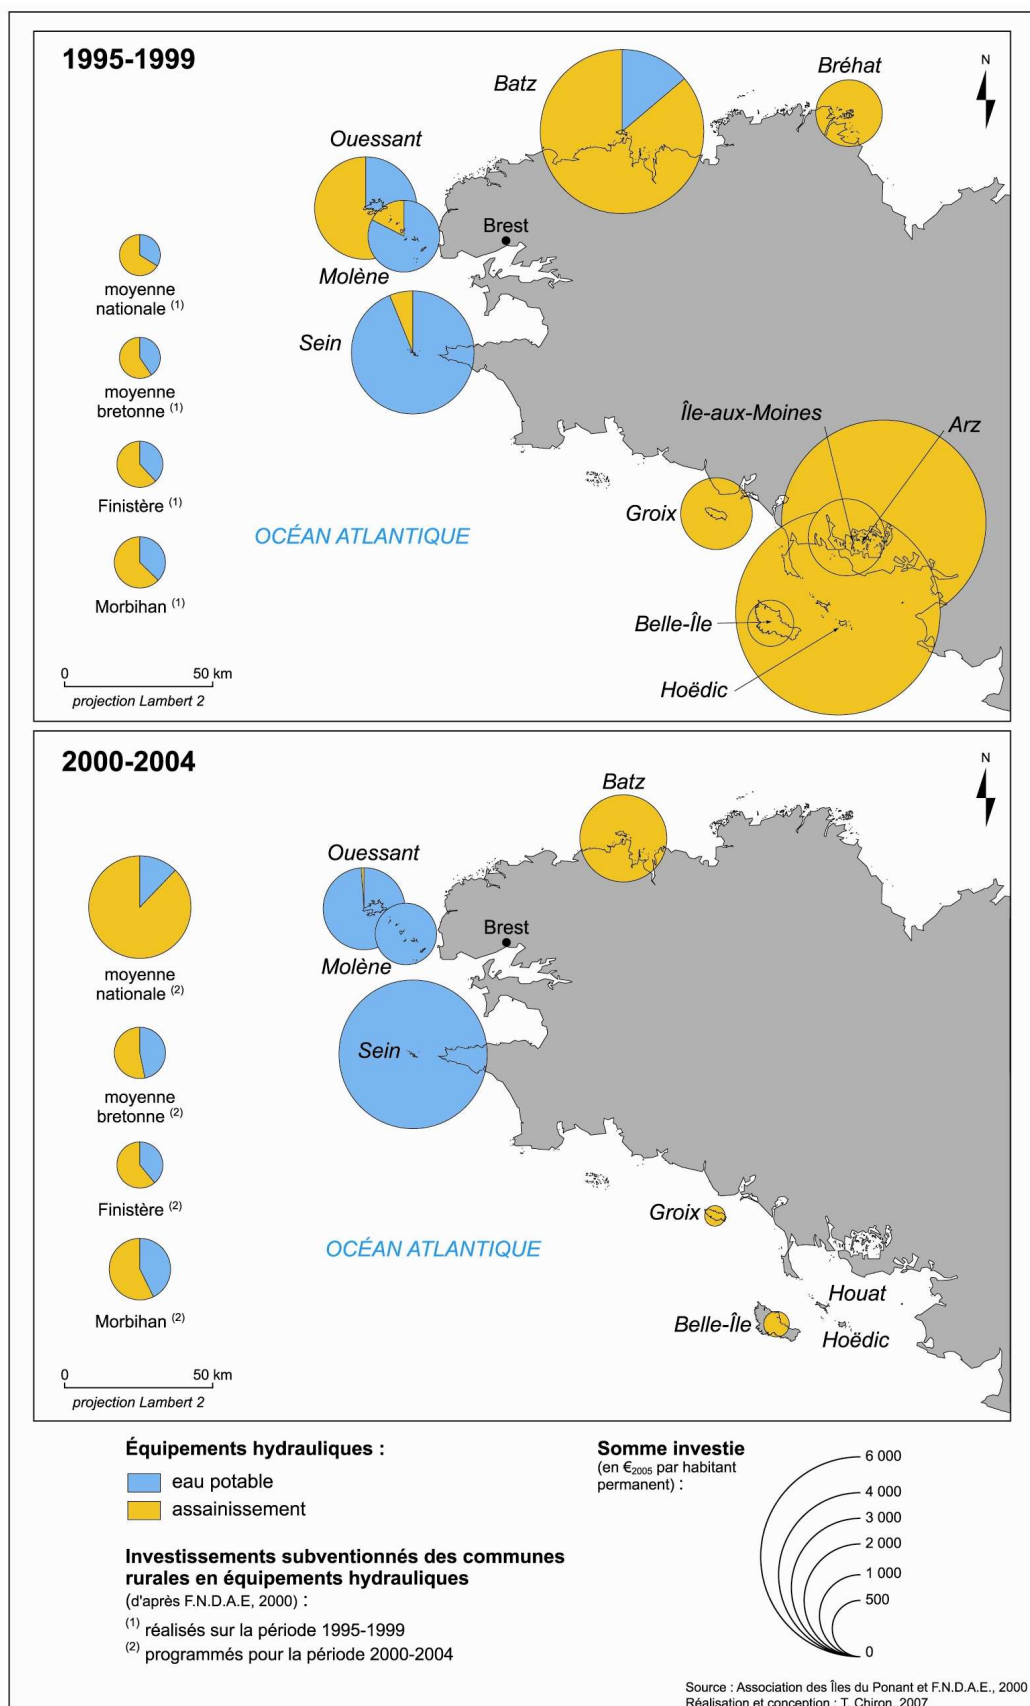 1995-1999
Batz
Bréhat
N
Ouessant
Brest
Molène
moyenne
nationale (1)
Sein
moyenne
bretonne (1)
Île-aux-Moines
Arz
Finistère (1)
Groix
OCÉAN ATLANTIQUE
Morbihan (1)
Belle-Île
0 50 km
projection Lambert 2
Hoëdic
2000-2004
N
Batz
Ouessant
Brest
Molène
moyenne
nationale (2)
Sein
moyenne
bretonne (2)
Finistère (2)
Groix
OCÉAN ATLANTIQUE
Houat
Morbihan (2)
Belle-Île
Hoëdic
0 50 km
projection Lambert 2
Équipements hydrauliques :
eau potable
assainissement
Investissements subventionnés des communes
rurales en équipements hydrauliques
(d'après F.N.D.A.E, 2000) :
(1) réalisés sur la période 1995-1999
(2) programmés pour la période 2000-2004
Somme investie
(en €2005 par habitant
permanent) :
6 000
4 000
3 000
2 000
1 000
500
0
Source : Association des Îles du Ponant et F.N.D.A.E., 2000
Réalisation et conception : T. Chiron, 2007